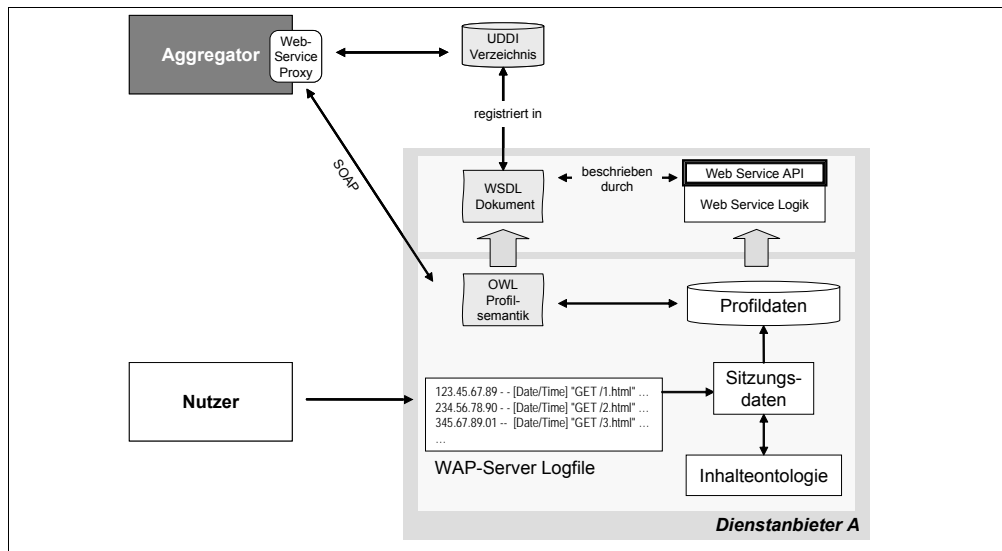 Aggregator
Web-
Service
Proxy
UDDI
Verzeichnis
registriert in
SOAP
WSDL
Dokument
beschrieben
durch
Web Service API
Web Service Logik
OWL
Profil-
semantik
Profildaten
Nutzer
123.45.67.89 - - [Date/Time] "GET /1.html" …
234.56.78.90 - - [Date/Time] "GET /2.html" …
345.67.89.01 -- [Date/Time] "GET /3.html" …
…
WAP-Server Logfile
Sitzungs-
daten
Inhalteontologie
Dienstanbieter A